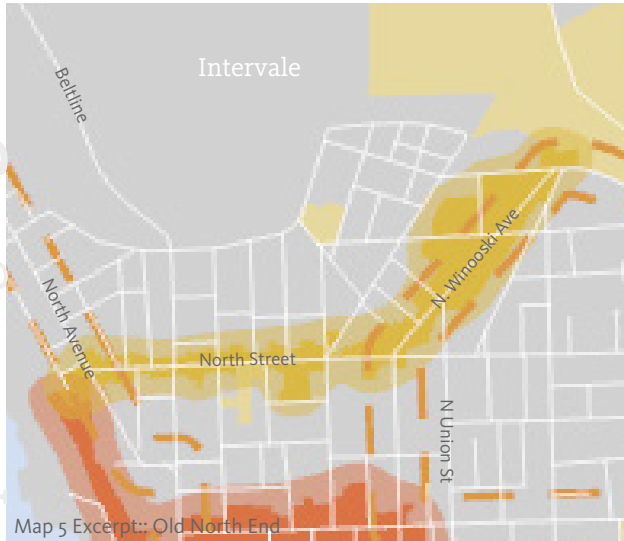 Intervale
Beltline
N. Winooski Ave
North Avenue
North Street
N Union St
Map 5 Excerpt:: Old North End